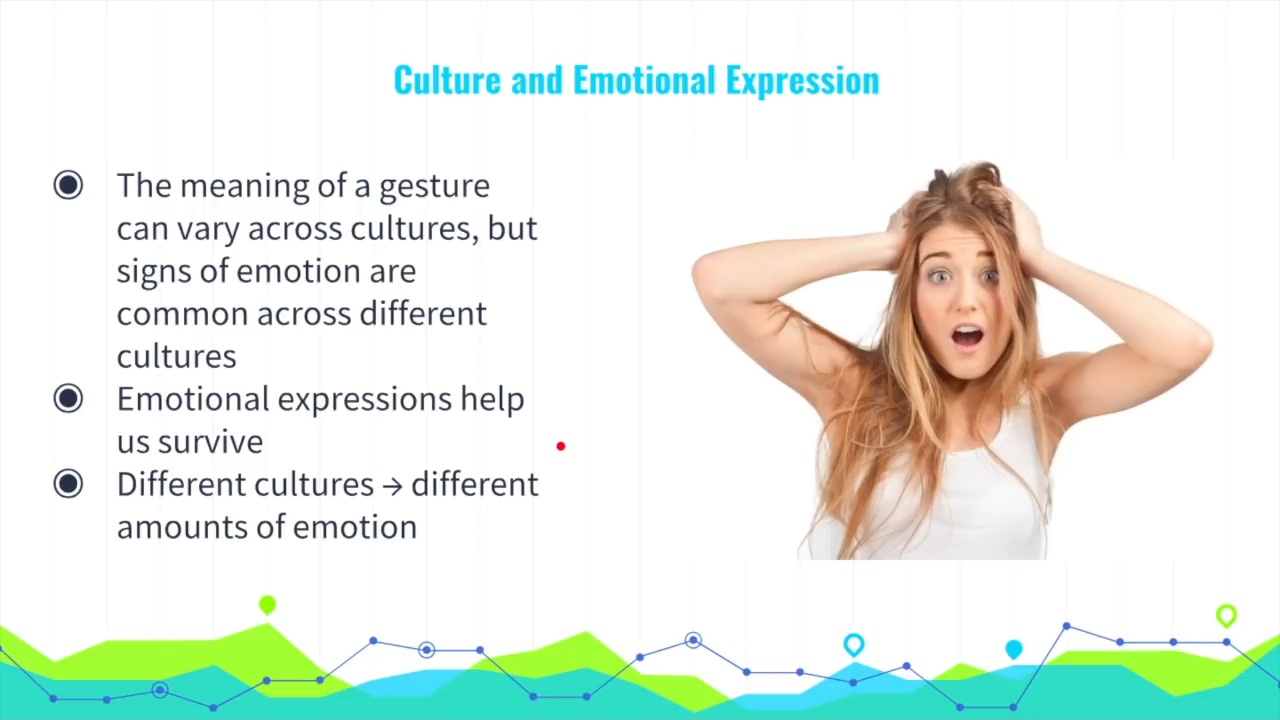 Culture and Emotional Expression
The meaning of a gesture
can vary across cultures, but
signs of emotion are
common across different
cultures
Emotional expressions help
us survive
Different cultures → different
amounts of emotion